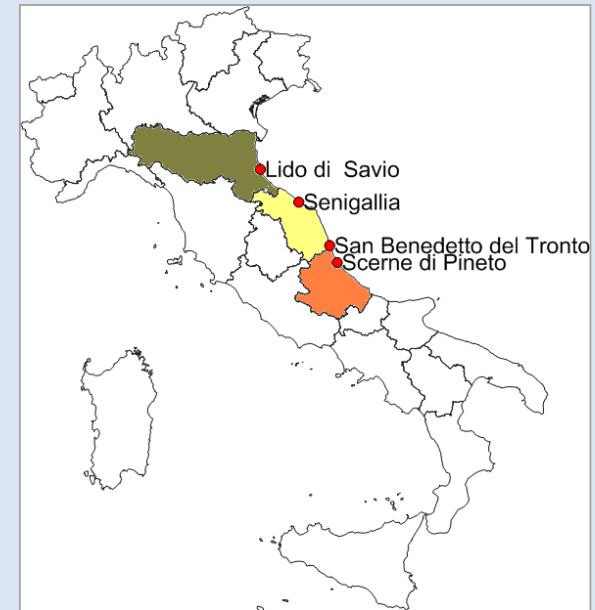 Lido di  Savio
Senigallia
San Benedetto del Tronto
Scerne di Pineto